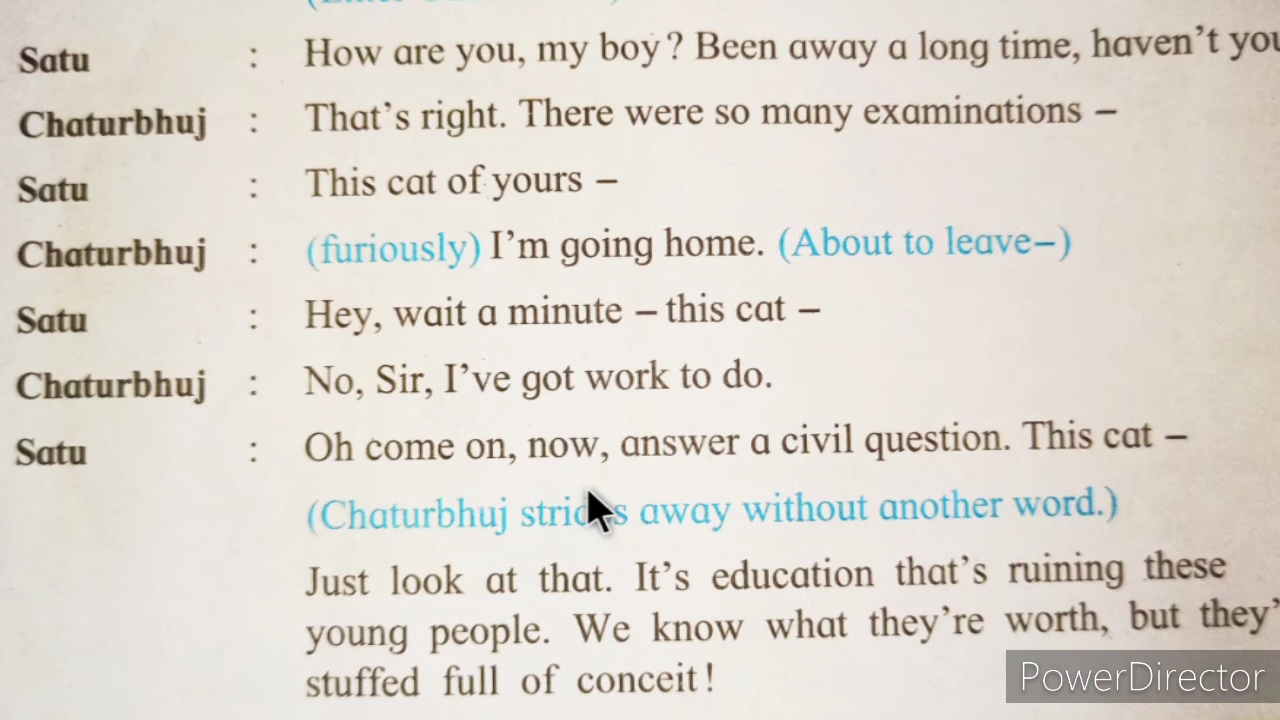 Satu : How are you, my boy? Been away a long time, haven't you
Chaturbhuj : That's right. There were so many examinations –
Satu : This cat of yours –
Chaturbhuj : (furiously) I'm going home. (About to leave–)
Satu : Hey, wait a minute – this cat –
Chaturbhuj : No, Sir, I've got work to do.
Satu : Oh come on, now, answer a civil question. This cat –
(Chaturbhuj strides away without another word.)
Just look at that. It's education that's ruining these
young people. We know what they're worth, but they'
stuffed full of conceit!
PowerDirector